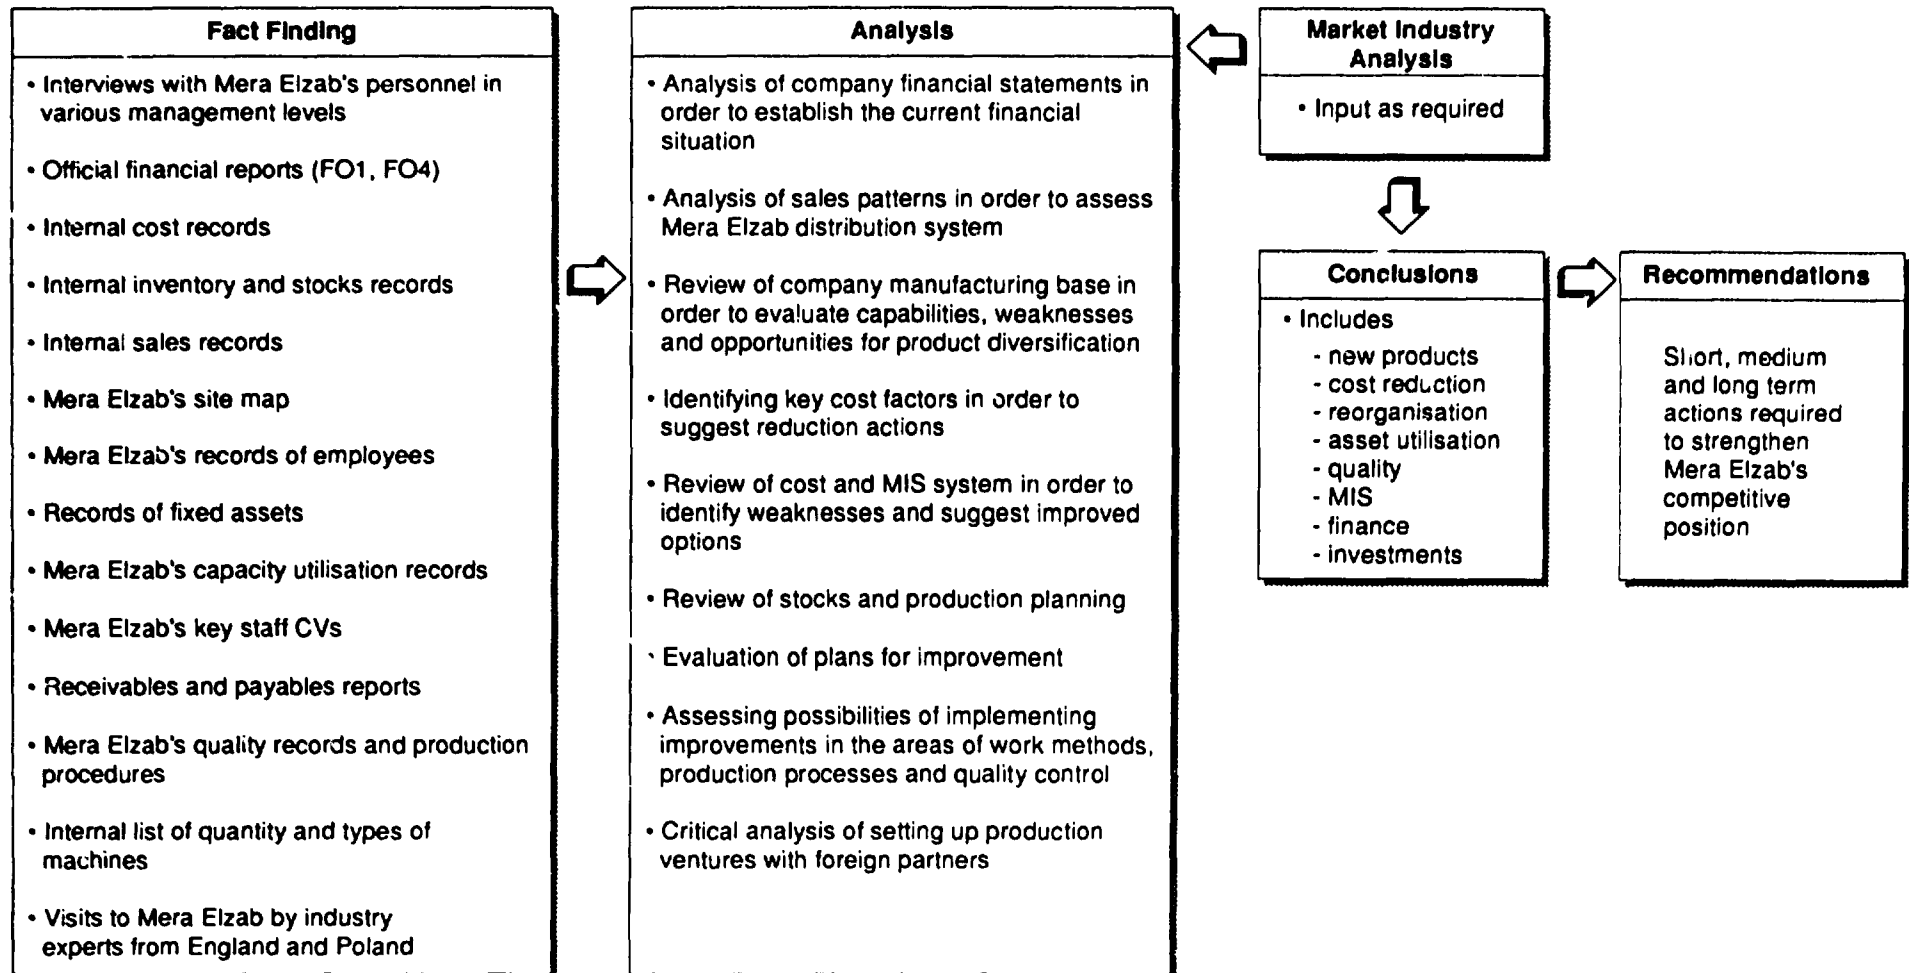 Fact Finding
• Interviews with Mera Elzab's personnel in
various management levels
• Official financial reports (FO1, FO4)
• Internal cost records
• Internal inventory and stocks records
• Internal sales records
• Mera Elzab's site map
• Mera Elzab's records of employees
• Records of fixed assets
• Mera Elzab's capacity utilisation records
• Mera Elzab's key staff CVs
• Receivables and payables reports
• Mera Elzab's quality records and production
procedures
• Internal list of quantity and types of
machines
• Visits to Mera Elzab by industry
experts from England and Poland
Analysis
• Analysis of company financial statements in
order to establish the current financial
situation
• Analysis of sales patterns in order to assess
Mera Elzab distribution system
• Review of company manufacturing base in
order to evaluate capabilities, weaknesses
and opportunities for product diversification
• Identifying key cost factors in order to
suggest reduction actions
• Review of cost and MIS system in order to
identify weaknesses and suggest improved
options
• Review of stocks and production planning
• Evaluation of plans for improvement
• Assessing possibilities of implementing
improvements in the areas of work methods,
production processes and quality control
• Critical analysis of setting up production
ventures with foreign partners
Market Industry
Analysis
• Input as required
Conclusions
• Includes
- new products
- cost reduction
- reorganisation
- asset utilisation
- quality
- MIS
- finance
- investments
Recommendations
Short, medium
and long term
actions required
to strengthen
Mera Elzab's
competitive
position